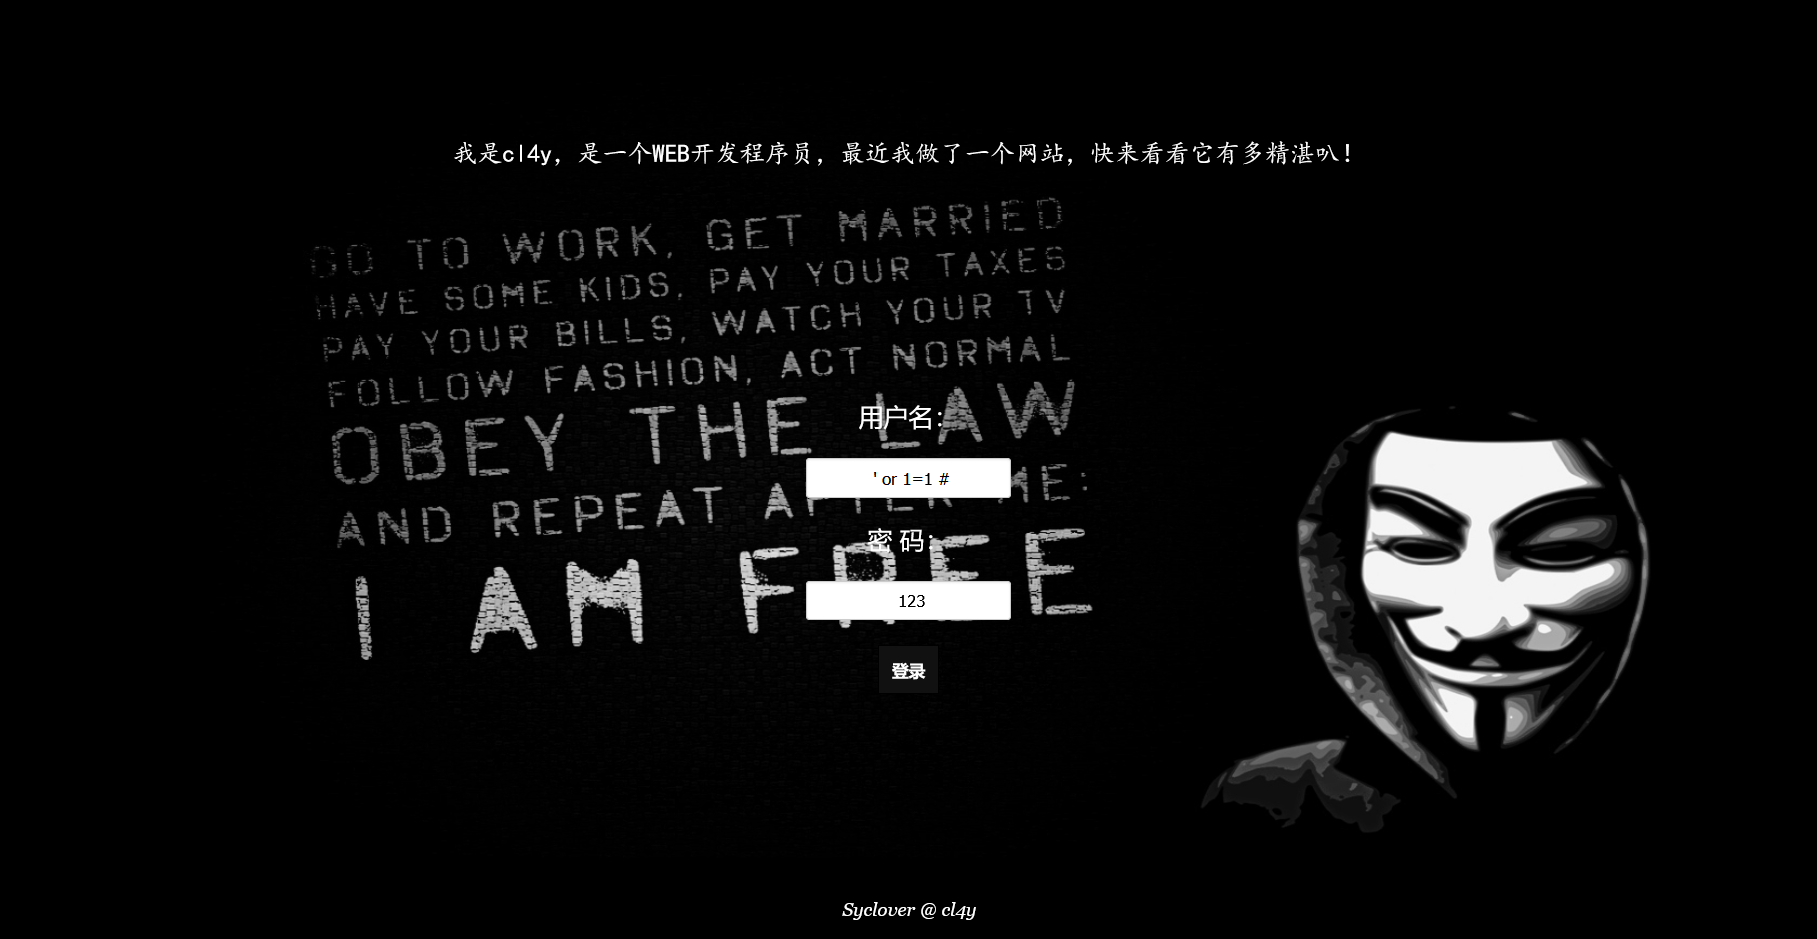 我是cl4y，是一个WEB开发程序员，最近我做了一个网站，快来看看它有多精湛叭！
GO TO WORK, GET MARRIED
HAVE SOME KIDS, PAY YOUR TAXES
PAY YOUR BILLS, WATCH YOUR TV
FOLLOW FASHION, ACT NORMAL
OBEY THE LAW
AND REPEAT AFTER ME:
I AM FREE
用户名：
' or 1=1 #
密 码：
123
登录
Syclover @ cl4y